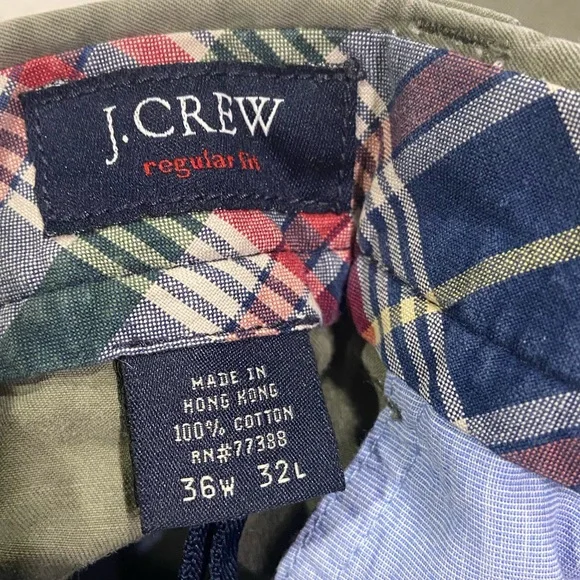 J.CREW
regular fit
MADE IN
HONG KONG
100% COTTON
RN#77388
36W 32L